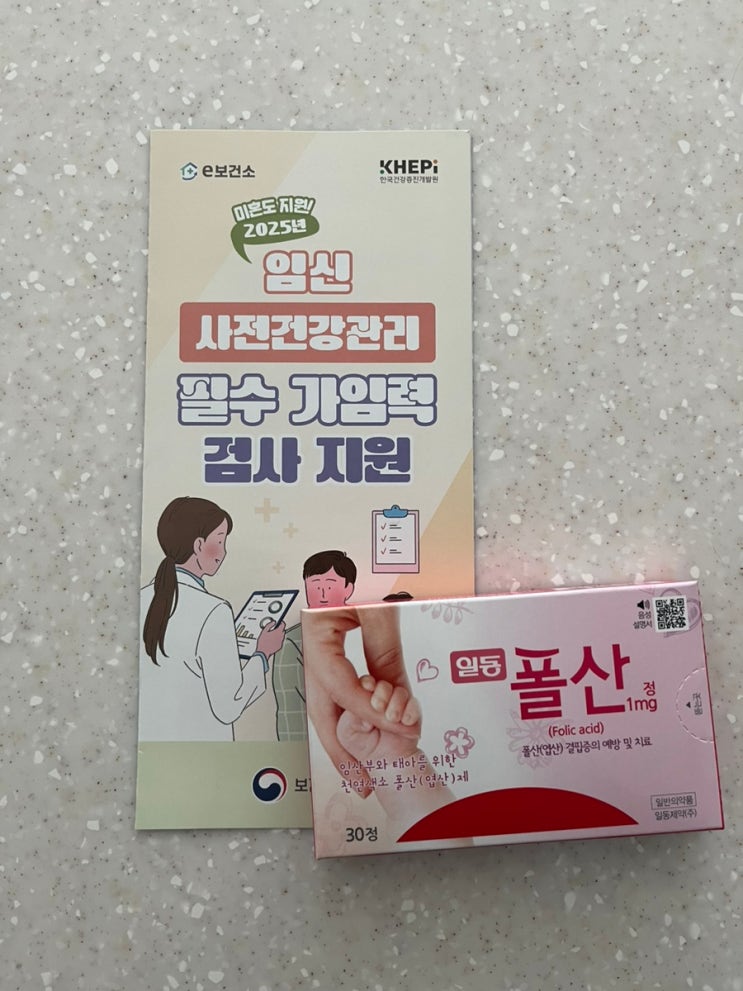 e보건소
KHEPi
한국건강증진개발원
미혼도 지원!
2025년
임신
사전건강관리
필수 가임력
검사 지원
음성
설명서
일동 폴산정
1mg
(Folic acid)
폴산(엽산) 결핍증의 예방 및 치료
임산부와 태아를 위한
천연색소 폴산(엽산)제
일반의약품
일동제약(주)
30정